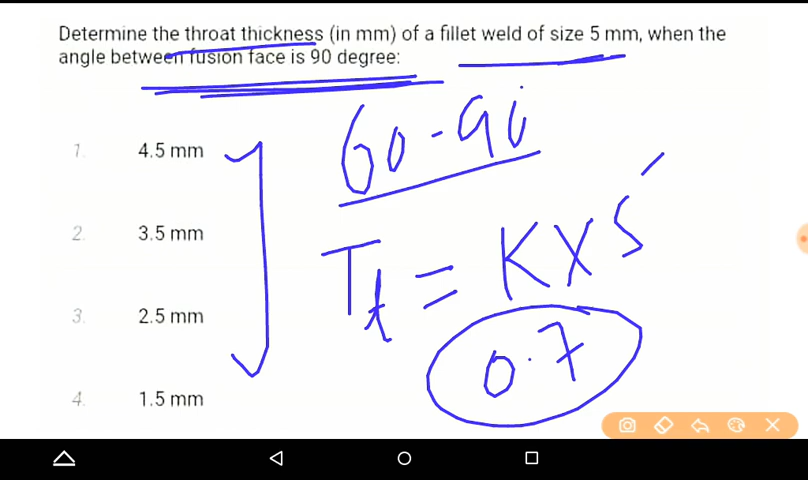 Determine the throat thickness (in mm) of a fillet weld of size 5 mm, when the
angle between fusion face is 90 degree:
60-90
1. 4.5 mm
2. 3.5 mm
Tt = K x S
3. 2.5 mm
0.7
4. 1.5 mm